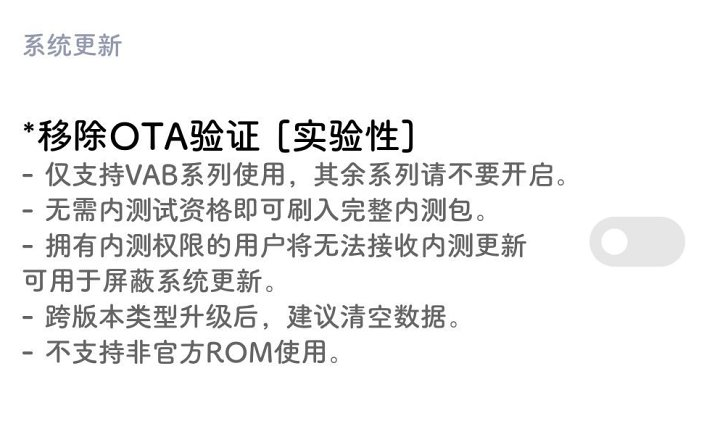 系统更新
*移除OTA验证 [实验性]
- 仅支持VAB系列使用，其余系列请不要开启。
- 无需内测试资格即可刷入完整内测包。
- 拥有内测权限的用户将无法接收内测更新
可用于屏蔽系统更新。
- 跨版本类型升级后，建议清空数据。
- 不支持非官方ROM使用。